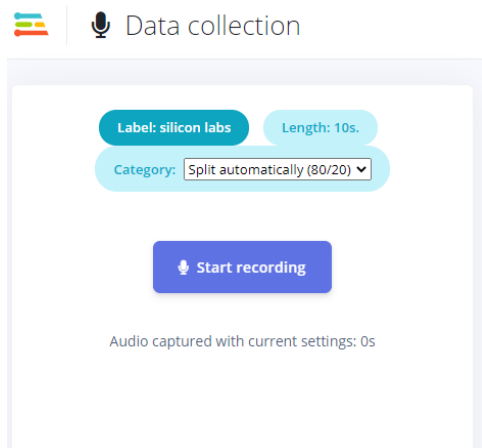 Data collection
Label: silicon labs
Length: 10s.
Category: Split automatically (80/20)
Start recording
Audio captured with current settings: 0s